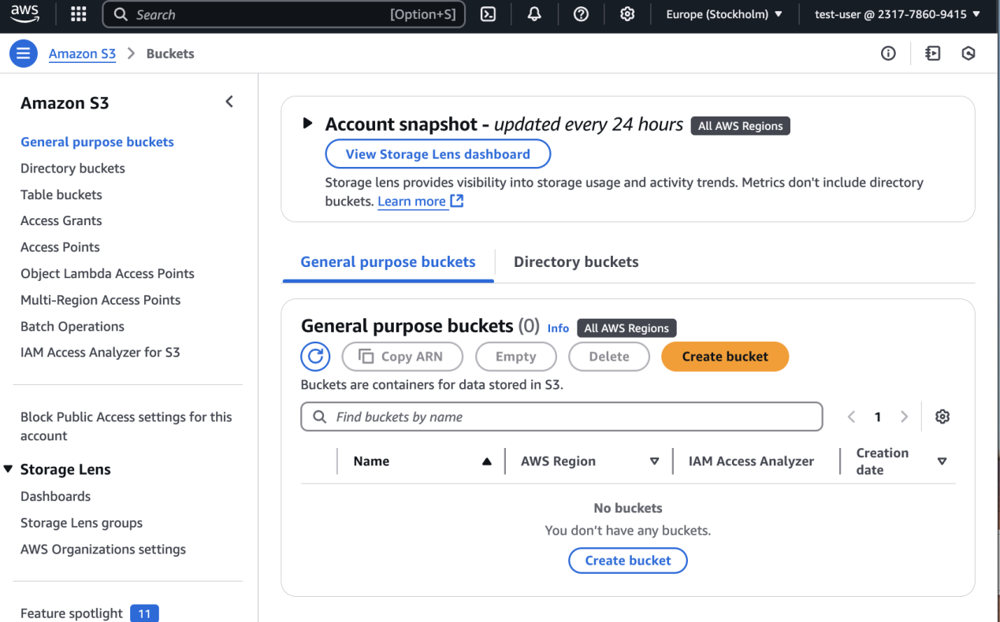 aws
Search [Option+S]
Europe (Stockholm) ▼
test-user @ 2317-7860-9415 ▼
Amazon S3 > Buckets
Amazon S3
General purpose buckets
Directory buckets
Table buckets
Access Grants
Access Points
Object Lambda Access Points
Multi-Region Access Points
Batch Operations
IAM Access Analyzer for S3
Block Public Access settings for this
account
Storage Lens
Dashboards
Storage Lens groups
AWS Organizations settings
Feature spotlight 11
Account snapshot - updated every 24 hours All AWS Regions
View Storage Lens dashboard
Storage lens provides visibility into storage usage and activity trends. Metrics don't include directory
buckets. Learn more
General purpose buckets
Directory buckets
General purpose buckets (0) Info All AWS Regions
Copy ARN
Empty
Delete
Create bucket
Buckets are containers for data stored in S3.
Find buckets by name
1
Name
AWS Region
IAM Access Analyzer
Creation
date
No buckets
You don’t have any buckets.
Create bucket